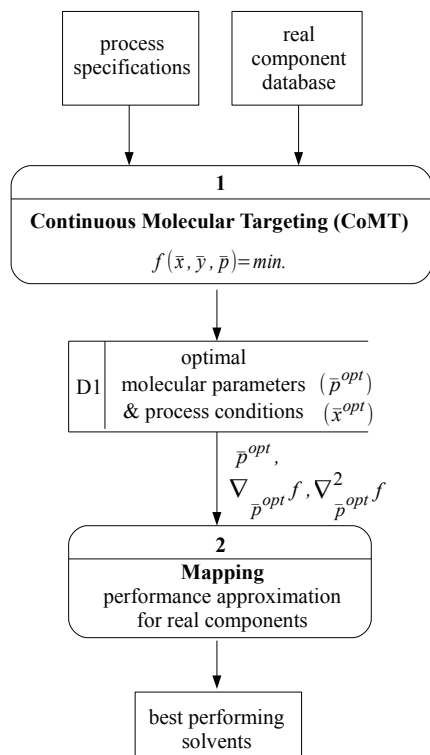 process
specifications
real
component
database
1
Continuous Molecular Targeting (CoMT)
f(x̄, ȳ, p̄)=min.
D1
optimal
molecular parameters (p̄^opt)
& process conditions (x̄^opt)
p̄^opt,
∇_p̄^opt f, ∇²_p̄^opt f
2
Mapping
performance approximation
for real components
best performing
solvents